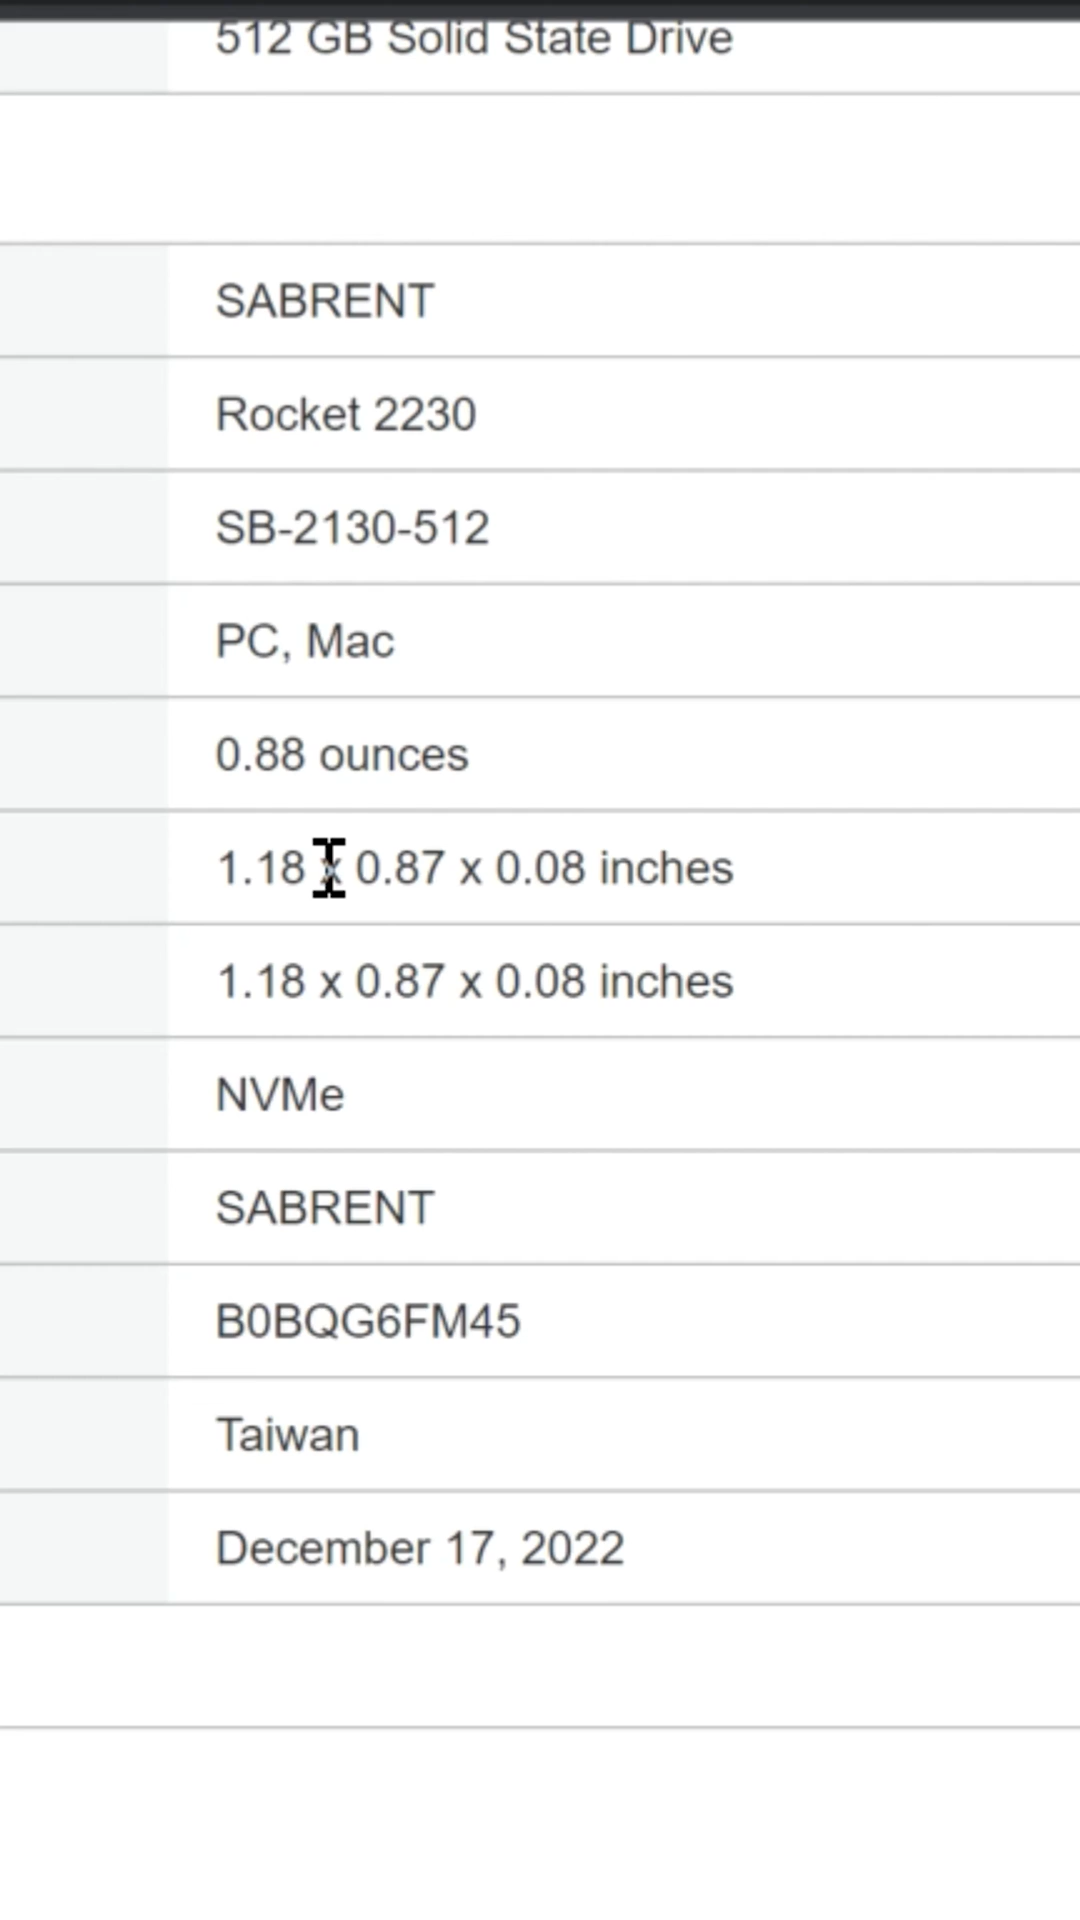 512 GB Solid State Drive
SABRENT
Rocket 2230
SB-2130-512
PC, Mac
0.88 ounces
1.18 x 0.87 x 0.08 inches
1.18 x 0.87 x 0.08 inches
NVMe
SABRENT
B0BQG6FM45
Taiwan
December 17, 2022